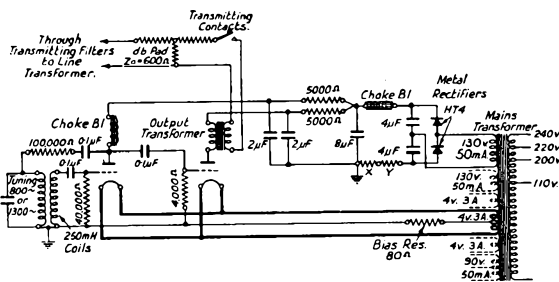 Through
Transmitting Filters
to Line
Transformer.
Transmitting
Contacts.
db Pad
Zo=600Ω
Choke B1
Output
Transformer
5000Ω
5000Ω
Choke B1
Metal
Rectifiers
HT4
Mains
Transformer
240v
220v
200v
110v.
130v
50mA
130v.
50mA
4v. 3A
4v. 3A.
4v. 3A.
90v.
50mA
100,000Ω
0·1μF
0·1μF
0·1μF
2μF
2μF
8μF
4μF
4μF
X Y
Tuning
800~
or
1300~
40,000Ω
4,000Ω
250mH
Coils
Bias Res.
80Ω